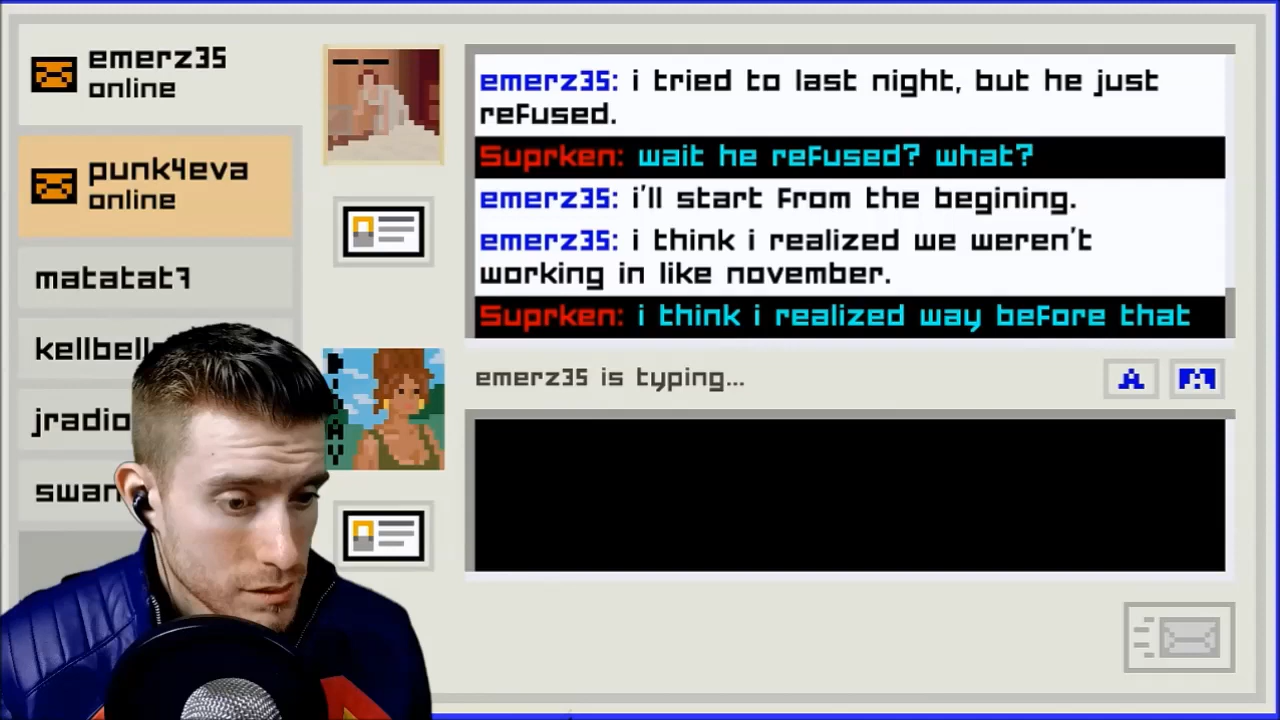 emerz35
online
punk4eva
online
matatat7
jradio
emerz35: i tried to last night, but he just
refused.
Suprken: wait he refused? what?
emerz35: i'll start from the begining.
emerz35: i think i realized we weren't
working in like november.
Suprken: i think i realized way before that
emerz35 is typing...
A